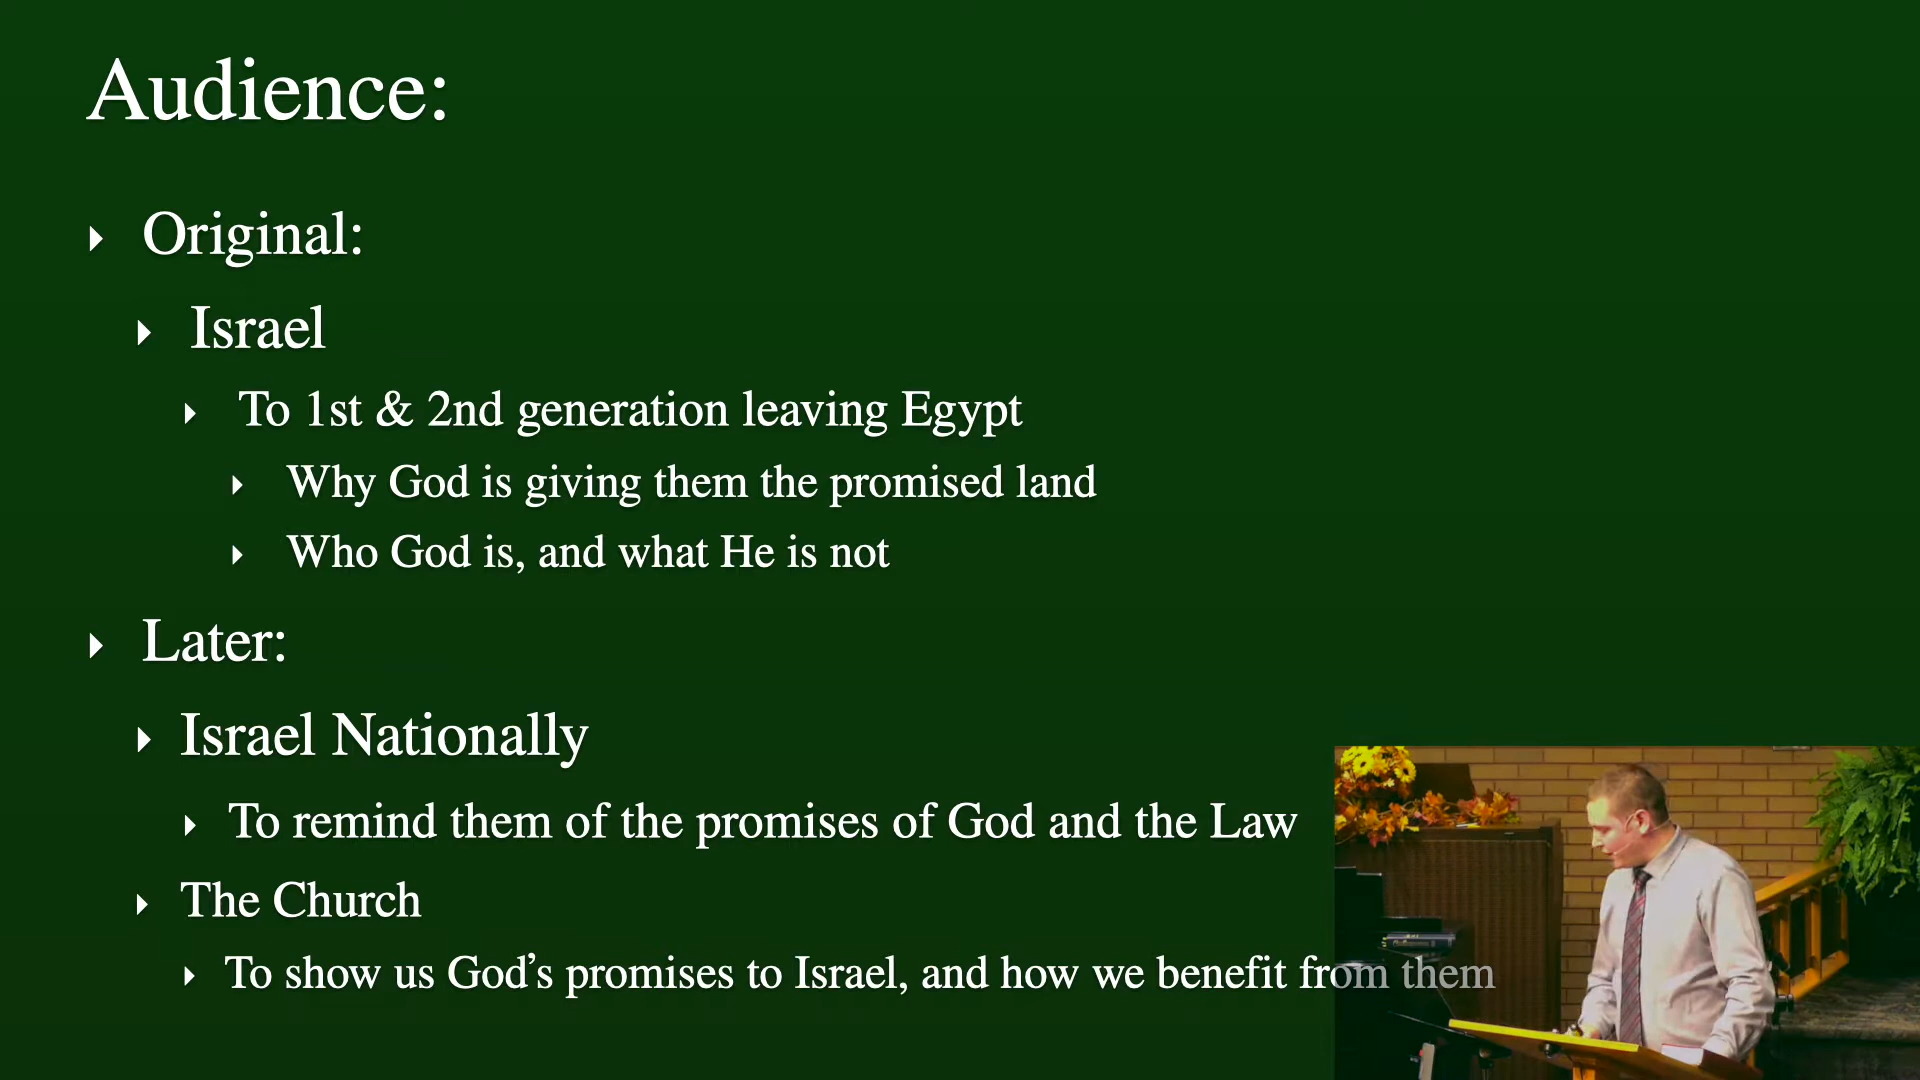 Audience:
Original:
Israel
To 1st & 2nd generation leaving Egypt
Why God is giving them the promised land
Who God is, and what He is not
Later:
Israel Nationally
To remind them of the promises of God and the Law
The Church
To show us God’s promises to Israel, and how we benefit from them